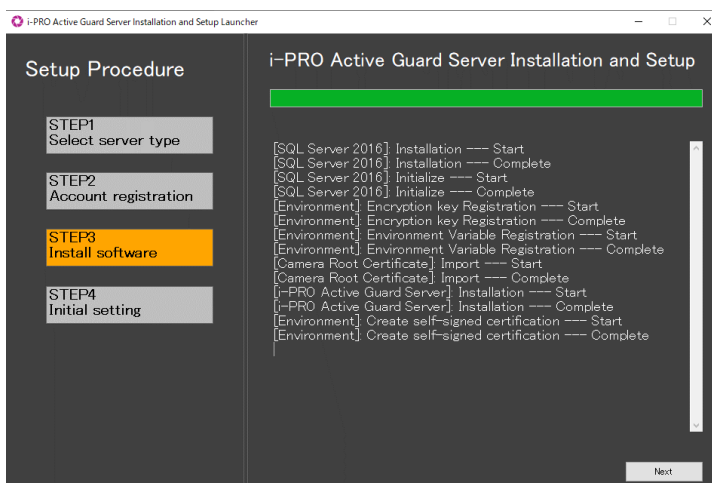 i-PRO Active Guard Server Installation and Setup Launcher
Setup Procedure
STEP1
Select server type
STEP2
Account registration
STEP3
Install software
STEP4
Initial setting
i-PRO Active Guard Server Installation and Setup
[SQL Server 2016]: Installation --- Start
[SQL Server 2016]: Installation --- Complete
[SQL Server 2016]: Initialize --- Start
[SQL Server 2016]: Initialize --- Complete
[Environment]: Encryption key Registration --- Start
[Environment]: Encryption key Registration --- Complete
[Environment]: Environment Variable Registration --- Start
[Environment]: Environment Variable Registration --- Complete
[Camera Root Certificate]: Import --- Start
[Camera Root Certificate]: Import --- Complete
[i-PRO Active Guard Server]: Installation --- Start
[i-PRO Active Guard Server]: Installation --- Complete
[Environment]: Create self-signed certification --- Start
[Environment]: Create self-signed certification --- Complete
Next